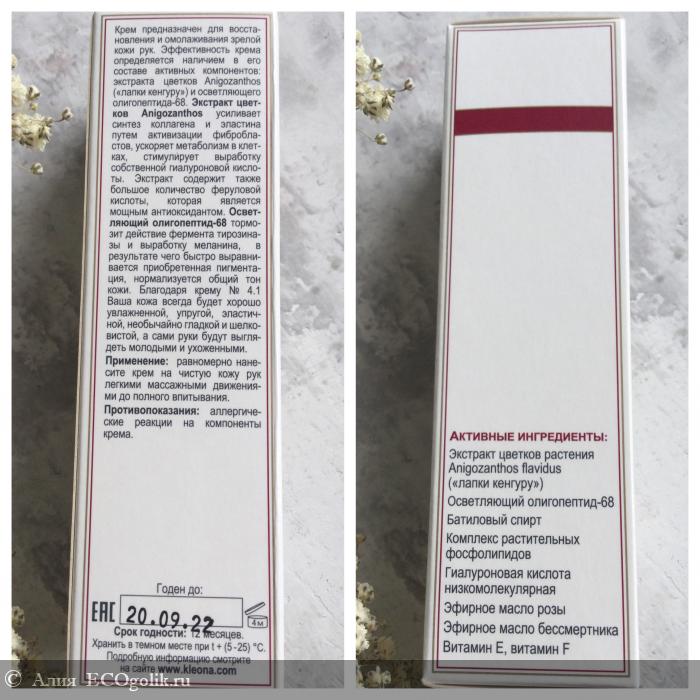 Крем предназначен для восста-
новления и омолаживания зрелой
кожи рук. Эффективность крема
определяется наличием в его
составе активных компонентов:
экстракта цветков Anigozanthos
(«лапки кенгуру») и осветляющего
олигопептида-68. Экстракт цвет-
ков Anigozanthos усиливает
синтез коллагена и эластина
путем активизации фибробла-
стов, ускоряет метаболизм в клет-
ках, стимулирует выработку
собственной гиалуроновой кисло-
ты. Экстракт содержит также
большое количество феруловой
кислоты, которая является
мощным антиоксидантом. Освет-
ляющий олигопептид-68 тормо-
зит действие фермента тирозина-
зы и выработку меланина, в
результате чего быстро выравни-
вается приобретенная пигмента-
ция, нормализуется общий тон
кожи. Благодаря крему № 4.1
Ваша кожа всегда будет хорошо
увлажненной, упругой, эластич-
ной, необычайно гладкой и шелко-
вистой, а сами руки будут выгля-
деть молодыми и ухоженными.
Применение: равномерно нане-
сите крем на чистую кожу рук
легкими массажными движения-
ми до полного впитывания.
Противопоказания: аллергиче-
ские реакции на компоненты
крема.
Годен до:
EAC 20.09.22 4м
Срок годности: 12 месяцев.
Хранить в темном месте при t + (5-25) °C.
Подробную информацию смотрите
на сайте www.kleona.com
АКТИВНЫЕ ИНГРЕДИЕНТЫ:
Экстракт цветков растения
Anigozanthos flavidus
(«лапки кенгуру»)
Осветляющий олигопептид-68
Батиловый спирт
Комплекс растительных
фосфолипидов
Гиалуроновая кислота
низкомолекулярная
Эфирное масло розы
Эфирное масло бессмертника
Витамин Е, витамин F
© Алия ECOgolik.ru